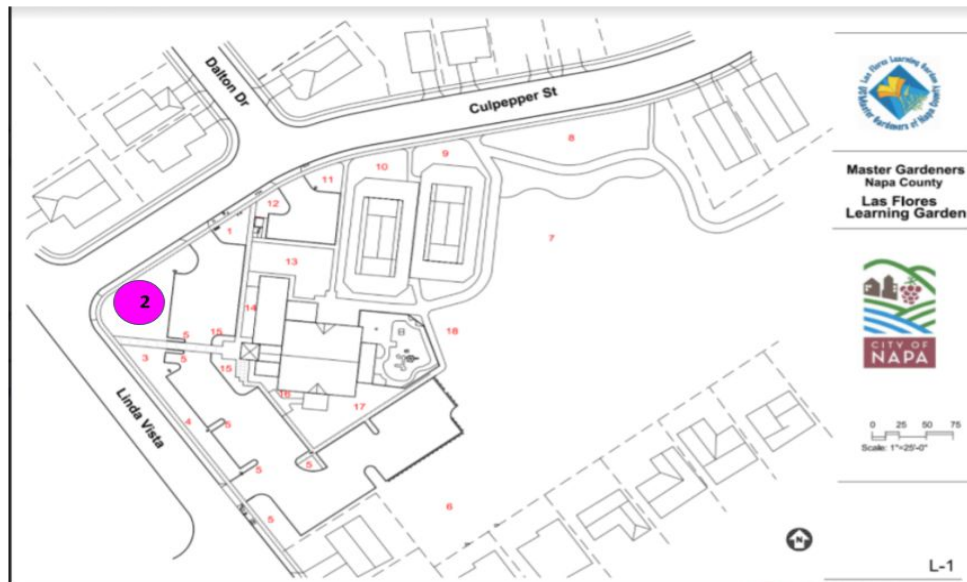 Dalton Dr
Culpepper St
8
9
10
11
12
1
7
13
2
14
18
5
15
3
5
15
16
17
4
5
5
5
5
6
Linda Vista
Las Flores Learning Garden
UC Master Gardeners of Napa County
Master Gardeners
Napa County
Las Flores
Learning Garden
CITY OF
NAPA
0 25 50 75
Scale: 1"=25'-0"
N
L-1